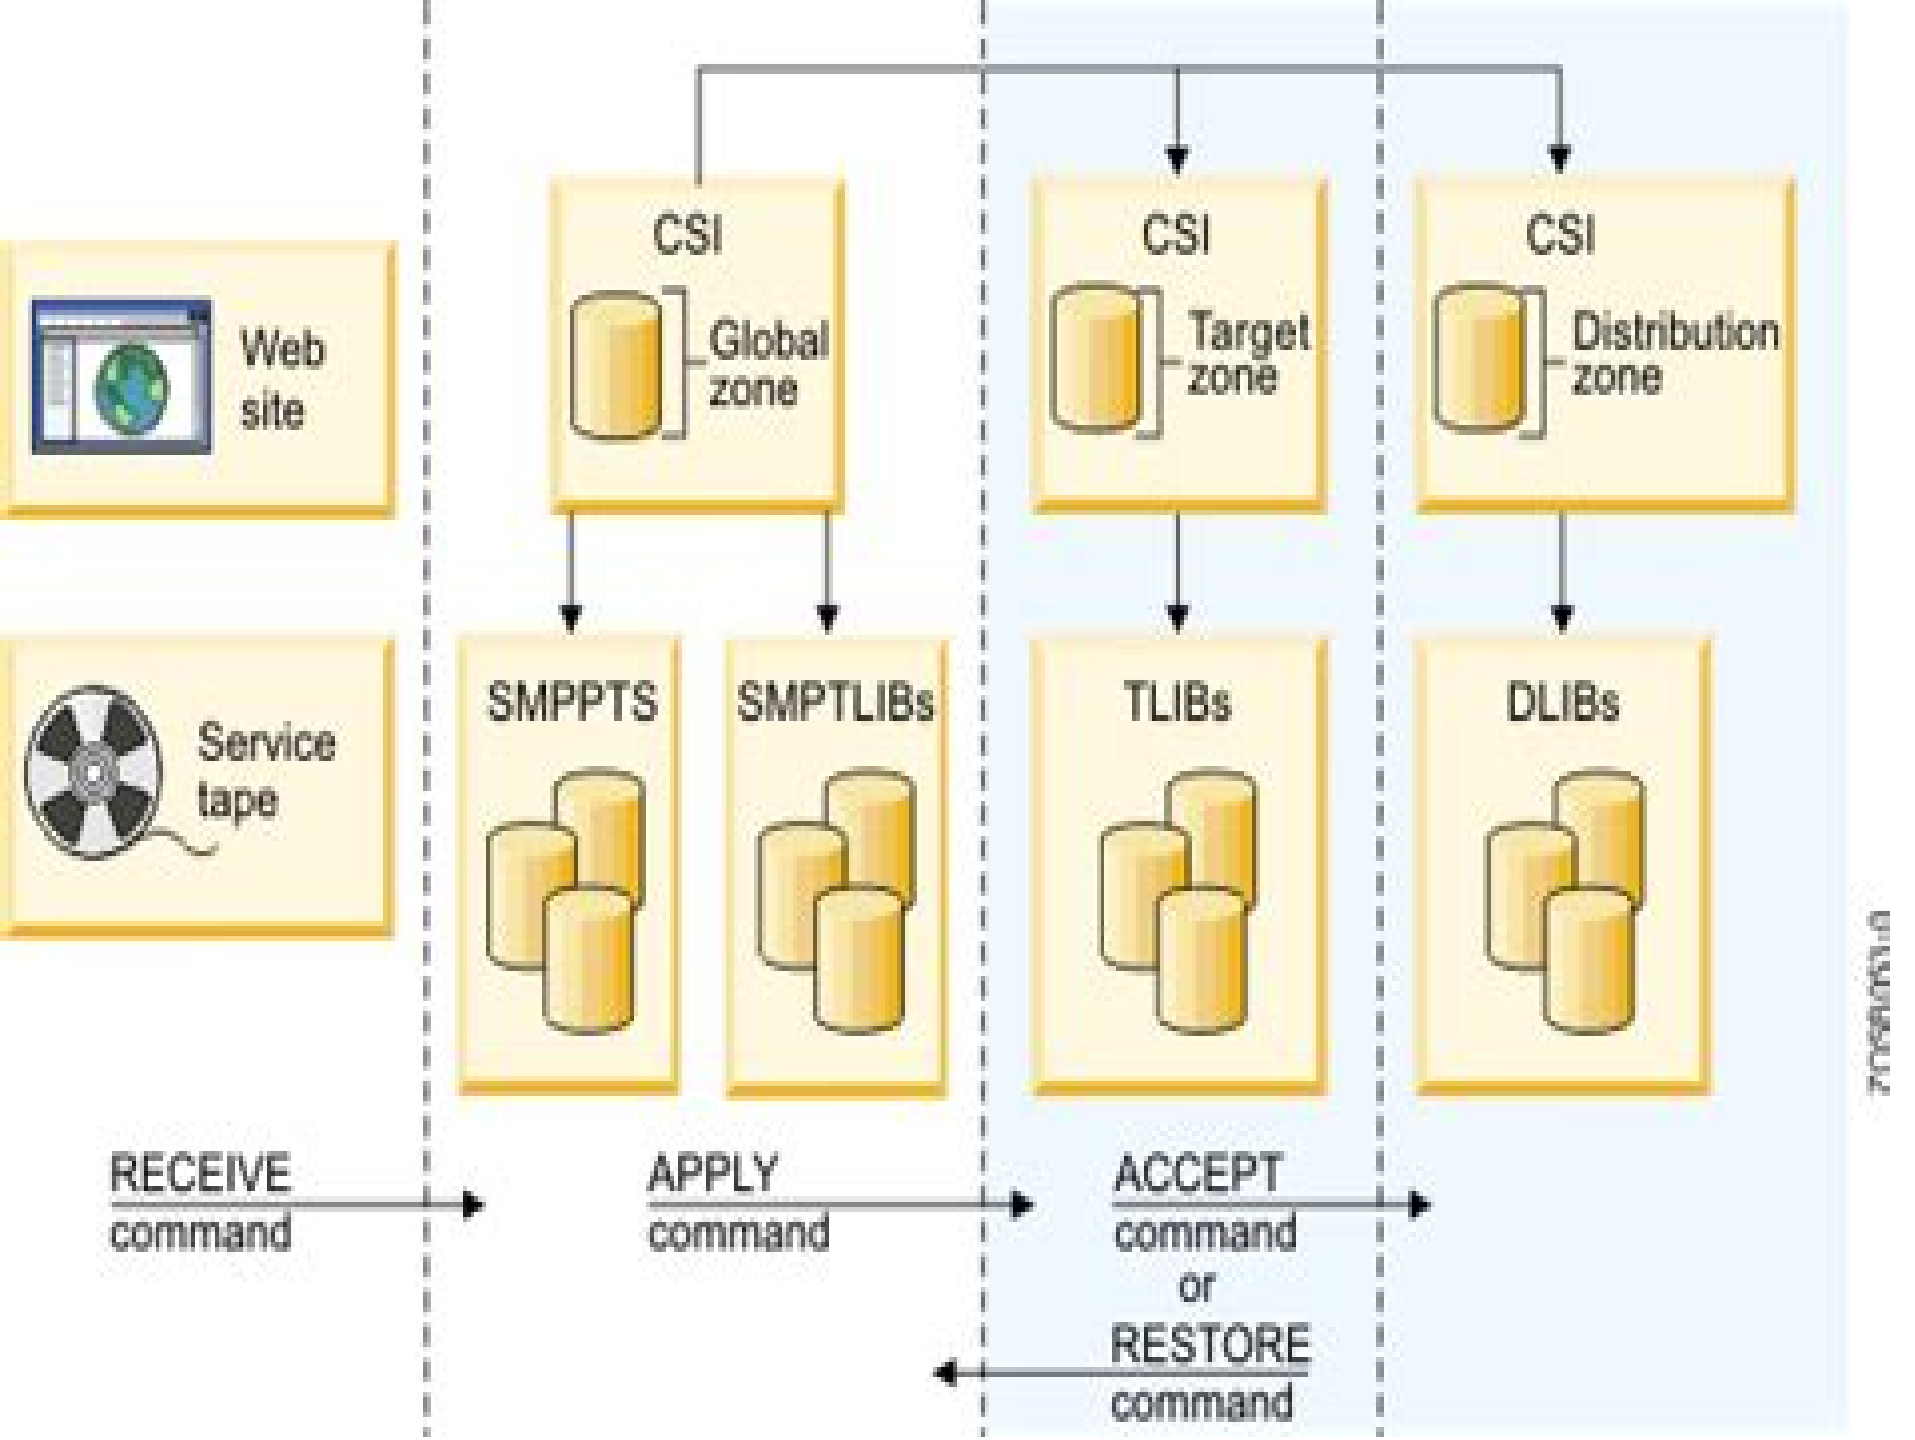 CSI
Global
zone
CSI
Target
zone
CSI
Distribution
zone
Web
site
Service
tape
SMPPTS
SMPTLIBs
TLIBs
DLIBs
RECEIVE
command
APPLY
command
ACCEPT
command
or
RESTORE
command